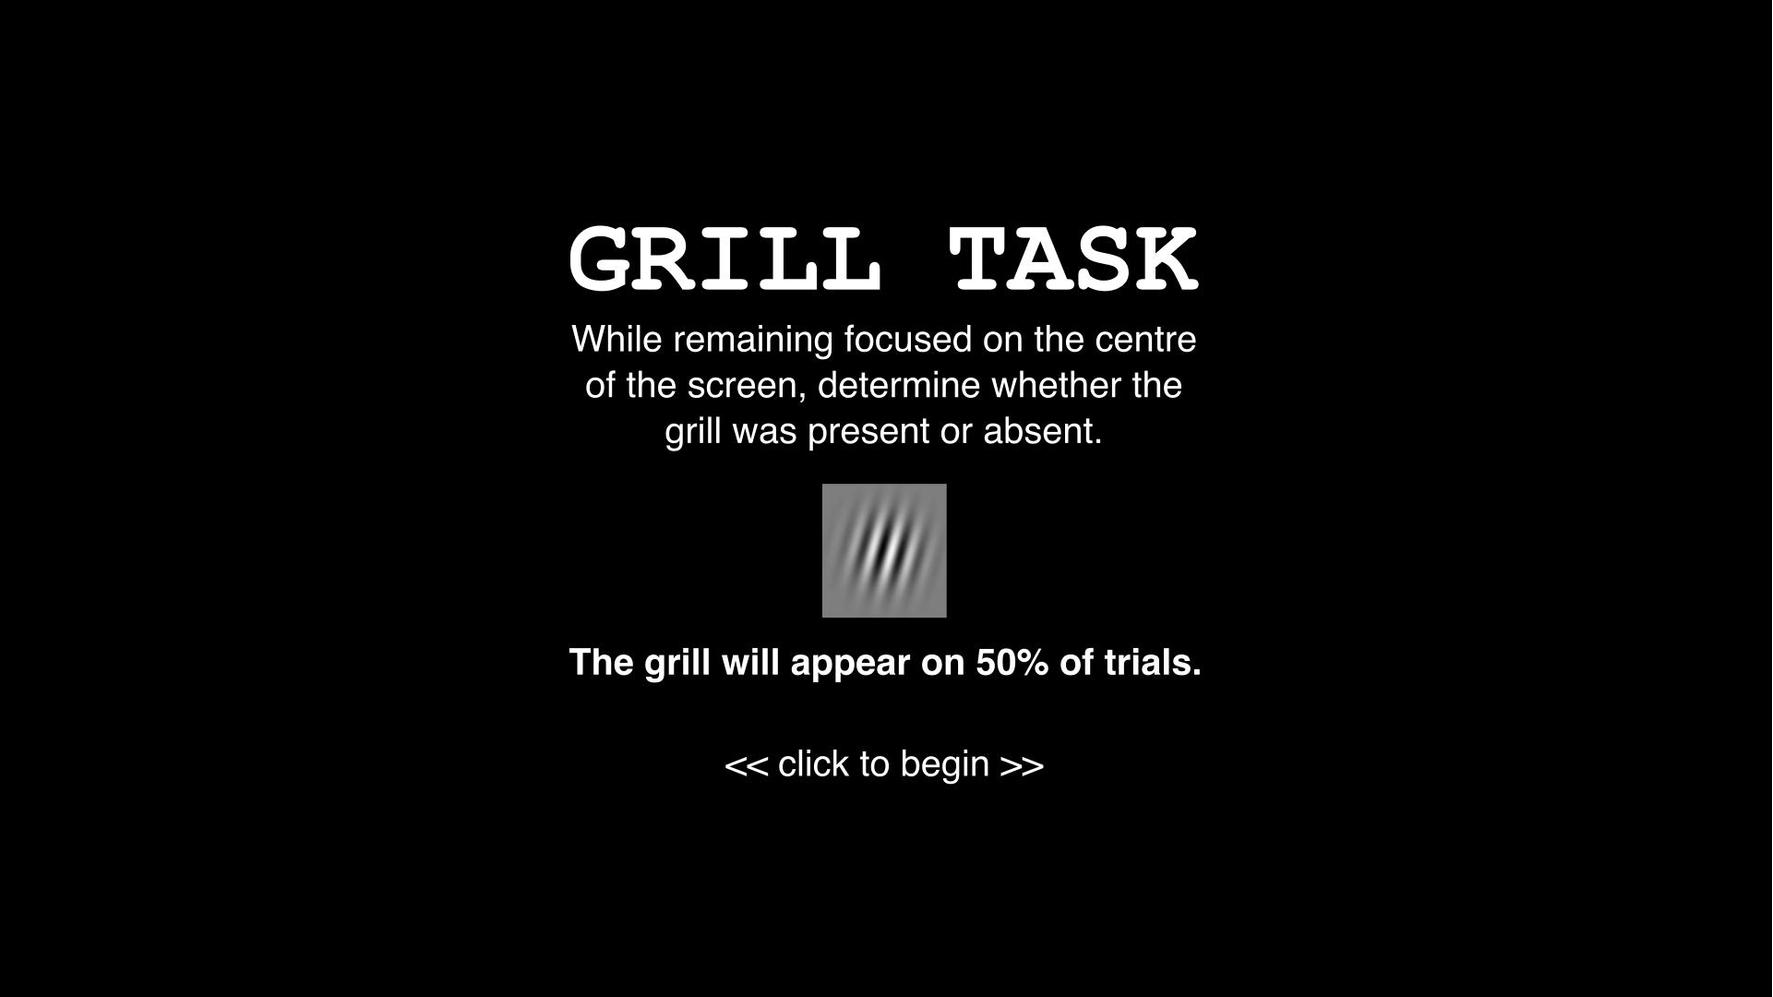 GRILL TASK
While remaining focused on the centre
of the screen, determine whether the
grill was present or absent.
The grill will appear on 50% of trials.
<< click to begin >>